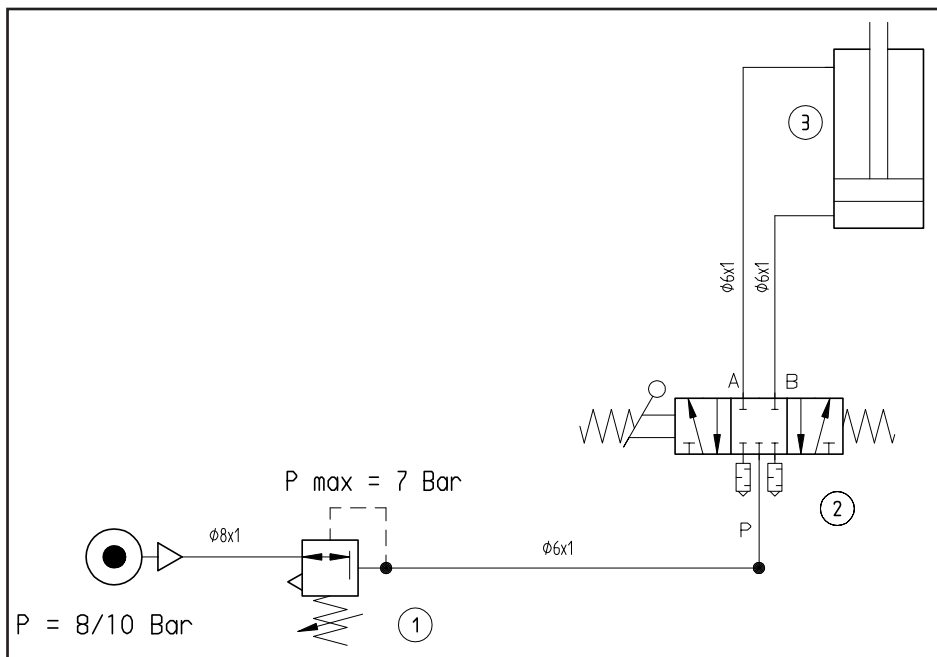 3
φ6x1
φ6x1
A
B
P max = 7 Bar
2
P
φ8x1
φ6x1
P = 8/10 Bar
1